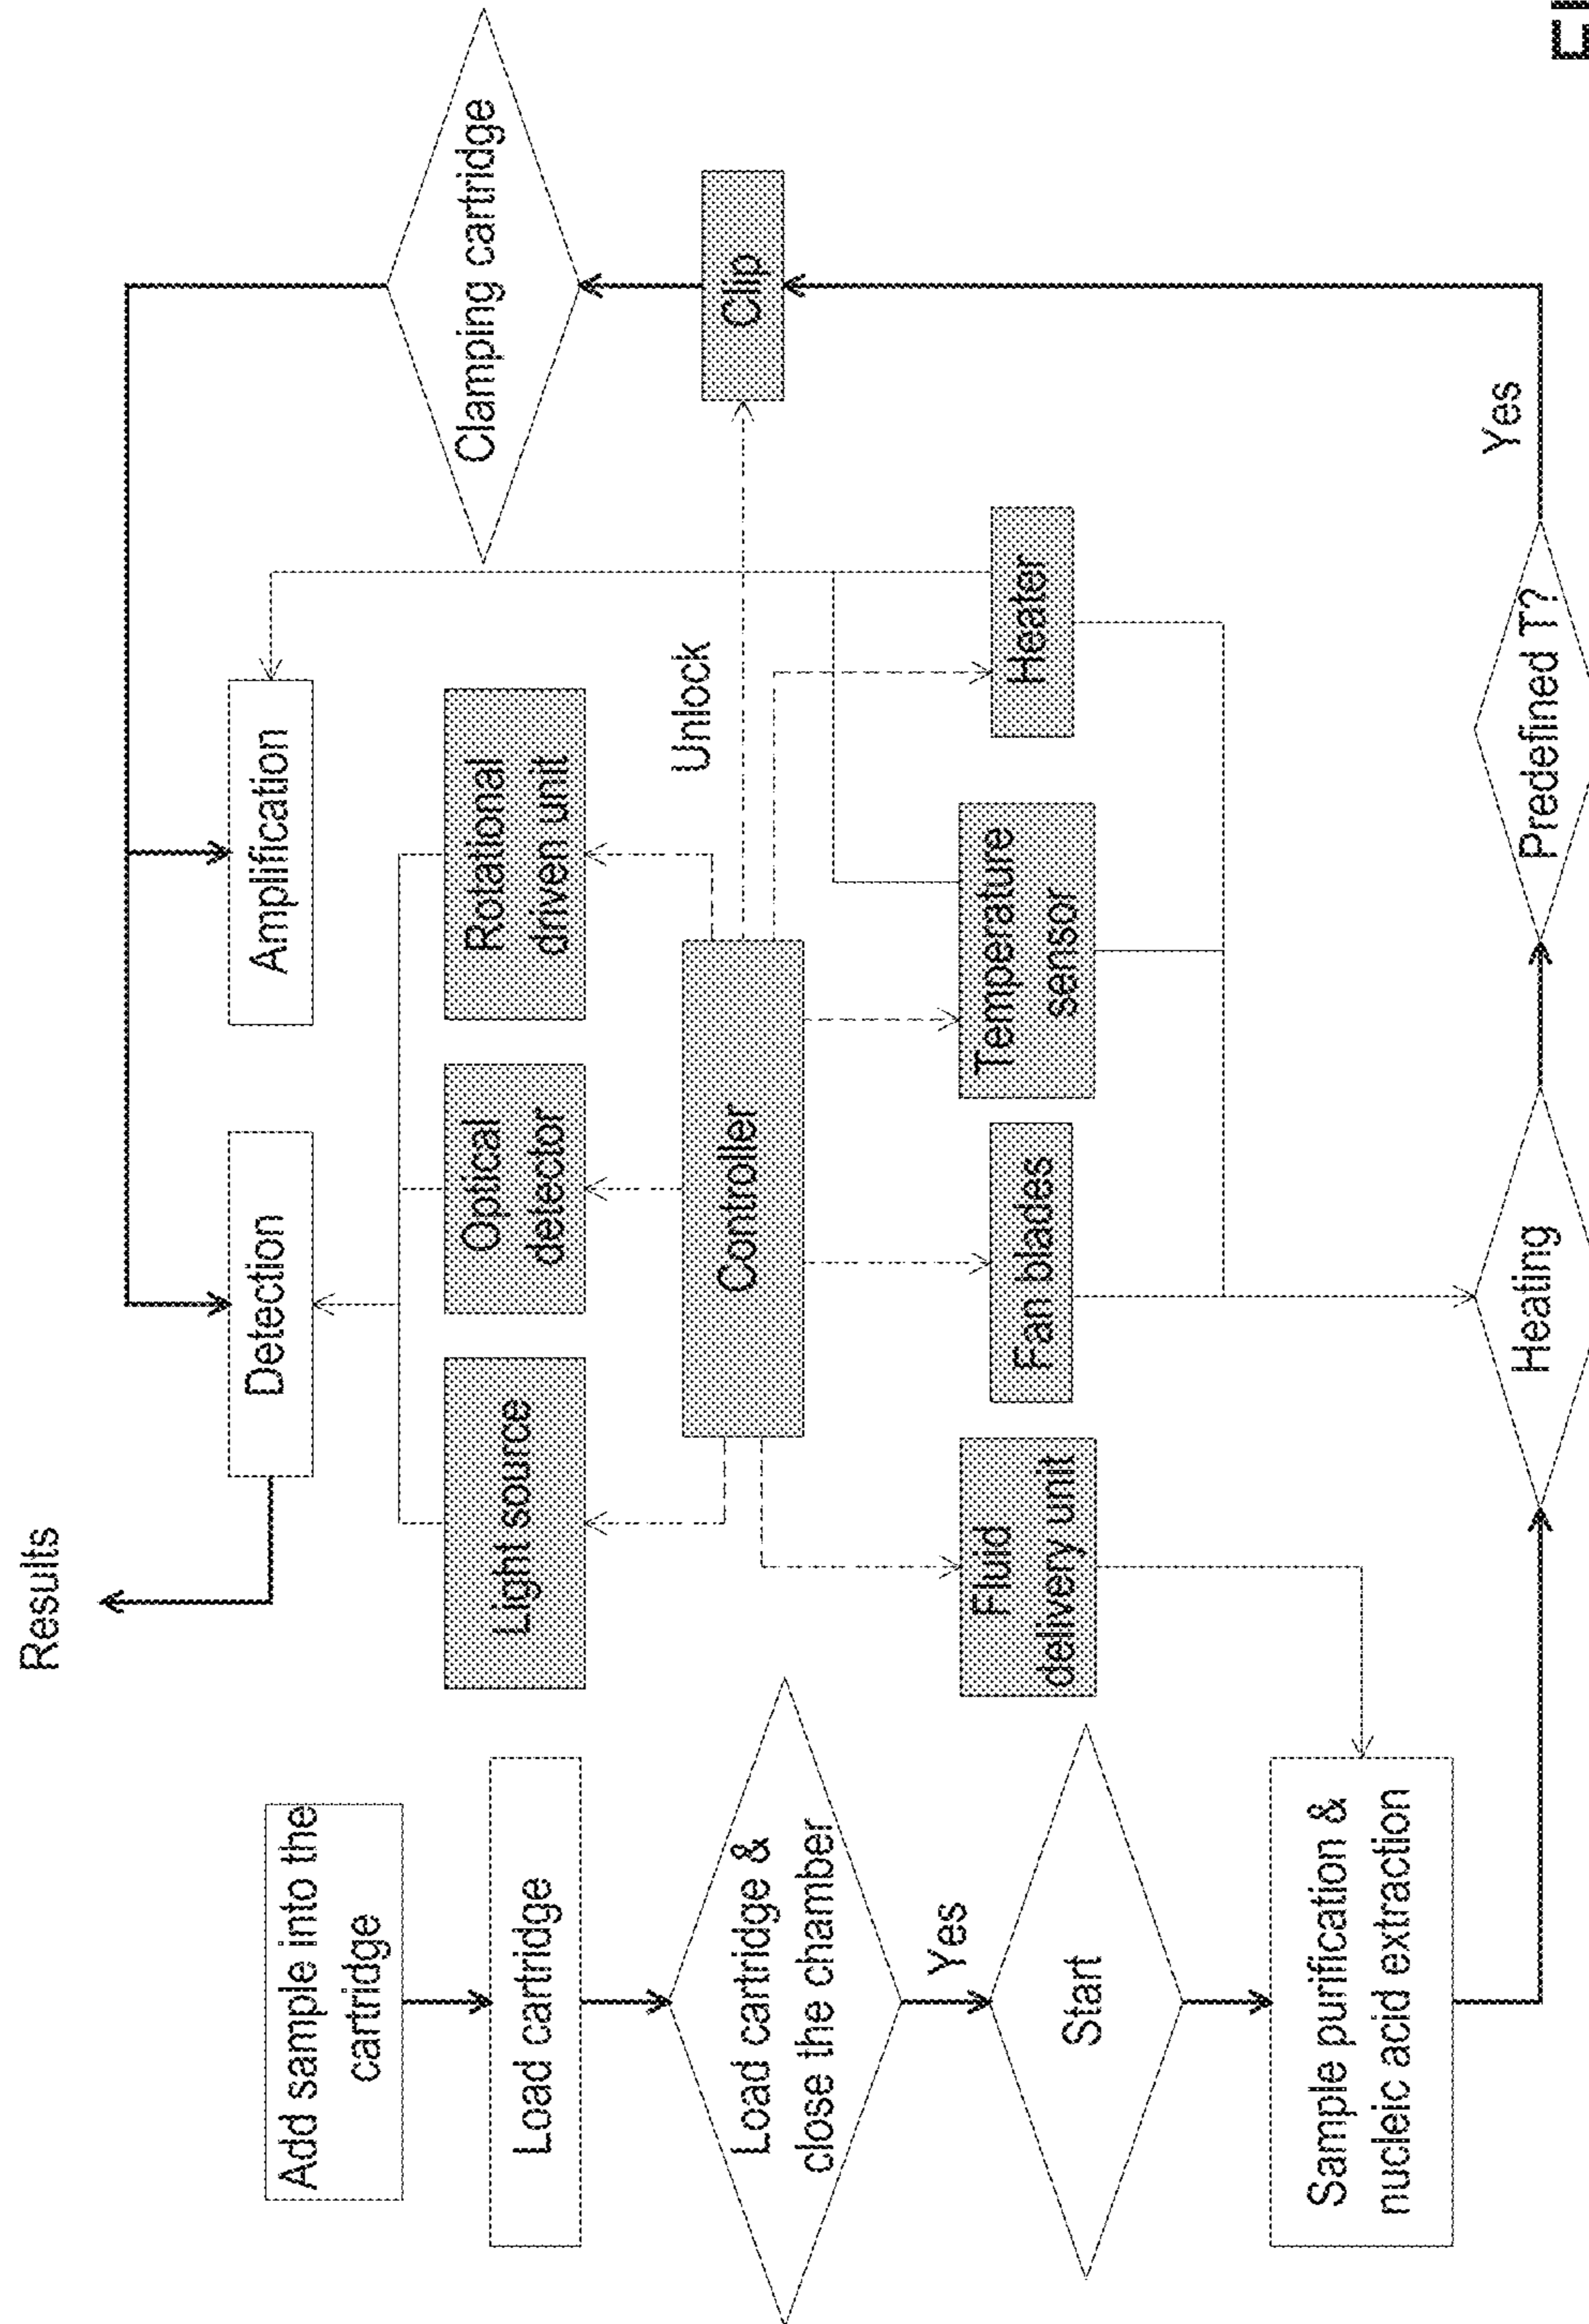 Results
Add sample into the
cartridge
Load cartridge
Load cartridge &
close the chamber
Yes
Start
Sample purification &
nucleic acid extraction
Detection
Amplification
Light source
Optical
detector
Rotational
driven unit
Controller
Unlock
Fluid
delivery unit
Fan blades
Temperature
sensor
Heater
Clip
Clamping cartridge
Heating
Predefined T?
Yes